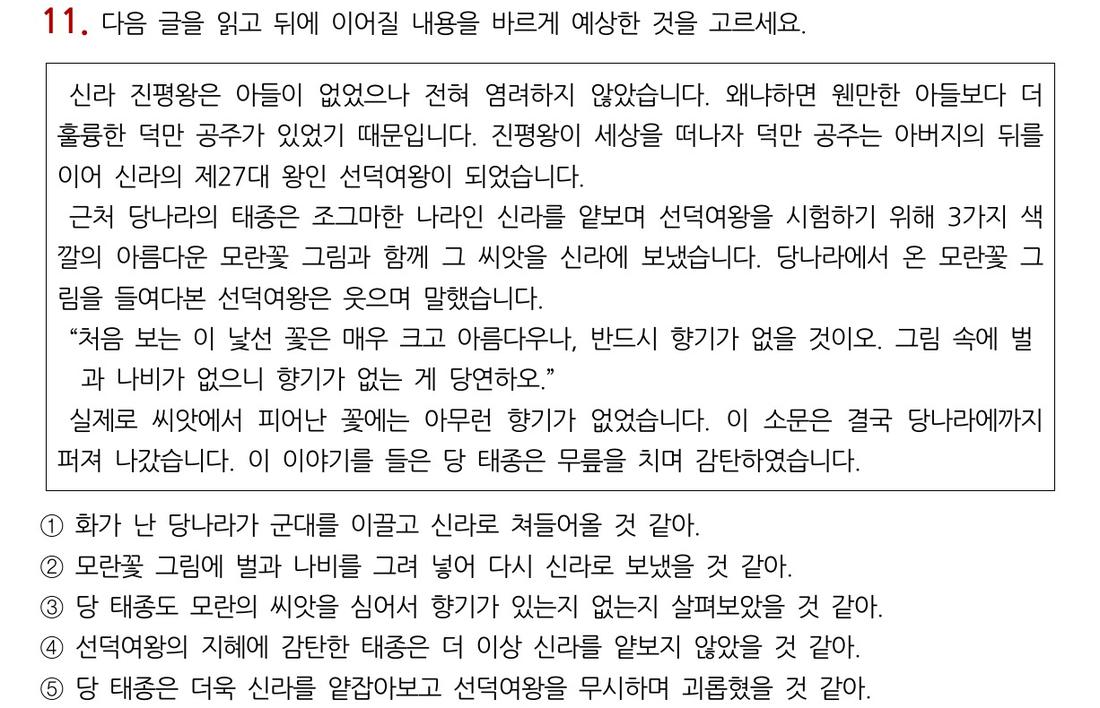 11. 다음 글을 읽고 뒤에 이어질 내용을 바르게 예상한 것을 고르세요.
신라 진평왕은 아들이 없었으나 전혀 염려하지 않았습니다. 왜냐하면 웬만한 아들보다 더
훌륭한 덕만 공주가 있었기 때문입니다. 진평왕이 세상을 떠나자 덕만 공주는 아버지의 뒤를
이어 신라의 제27대 왕인 선덕여왕이 되었습니다.
근처 당나라의 태종은 조그마한 나라인 신라를 얕보며 선덕여왕을 시험하기 위해 3가지 색
깔의 아름다운 모란꽃 그림과 함께 그 씨앗을 신라에 보냈습니다. 당나라에서 온 모란꽃 그
림을 들여다본 선덕여왕은 웃으며 말했습니다.
“처음 보는 이 낯선 꽃은 매우 크고 아름다우나, 반드시 향기가 없을 것이오. 그림 속에 벌
과 나비가 없으니 향기가 없는 게 당연하오.”
실제로 씨앗에서 피어난 꽃에는 아무런 향기가 없었습니다. 이 소문은 결국 당나라에까지
퍼져 나갔습니다. 이 이야기를 들은 당 태종은 무릎을 치며 감탄하였습니다.
① 화가 난 당나라가 군대를 이끌고 신라로 쳐들어올 것 같아.
② 모란꽃 그림에 벌과 나비를 그려 넣어 다시 신라로 보냈을 것 같아.
③ 당 태종도 모란의 씨앗을 심어서 향기가 있는지 없는지 살펴보았을 것 같아.
④ 선덕여왕의 지혜에 감탄한 태종은 더 이상 신라를 얕보지 않았을 것 같아.
⑤ 당 태종은 더욱 신라를 얕잡아보고 선덕여왕을 무시하며 괴롭혔을 것 같아.